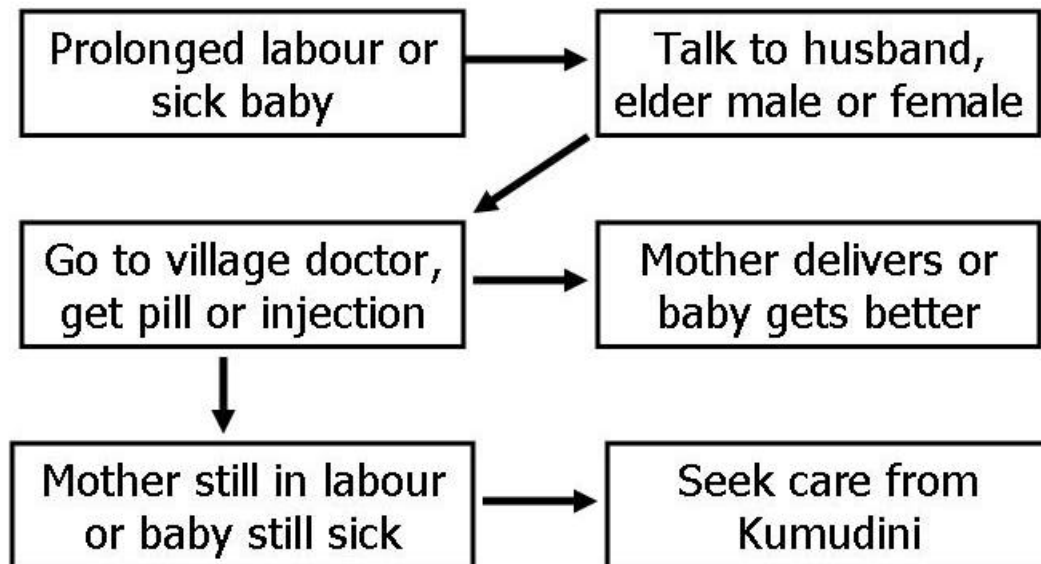 Prolonged labour or
sick baby
Talk to husband,
elder male or female
Go to village doctor,
get pill or injection
Mother delivers or
baby gets better
Mother still in labour
or baby still sick
Seek care from
Kumudini